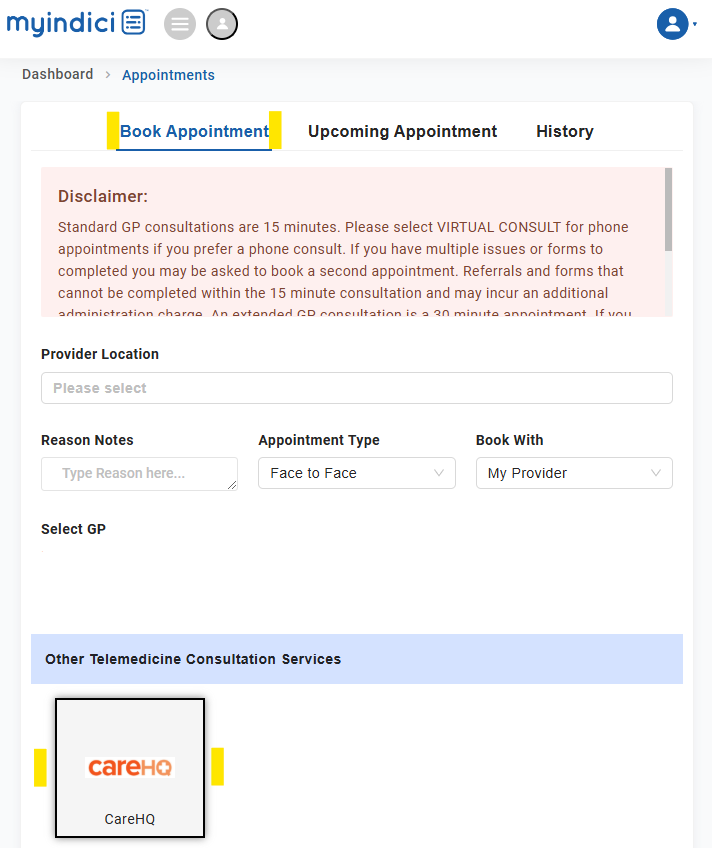 myindici
Dashboard > Appointments
Book Appointment Upcoming Appointment History
Disclaimer:
Standard GP consultations are 15 minutes. Please select VIRTUAL CONSULT for phone
appointments if you prefer a phone consult. If you have multiple issues or forms to
completed you may be asked to book a second appointment. Referrals and forms that
cannot be completed within the 15 minute consultation and may incur an additional
administration charge. An extended GP consultation is a 30 minute appointment. If you
Provider Location
Please select
Reason Notes Appointment Type Book With
Type Reason here... Face to Face My Provider
Select GP
Other Telemedicine Consultation Services
careHQ
CareHQ